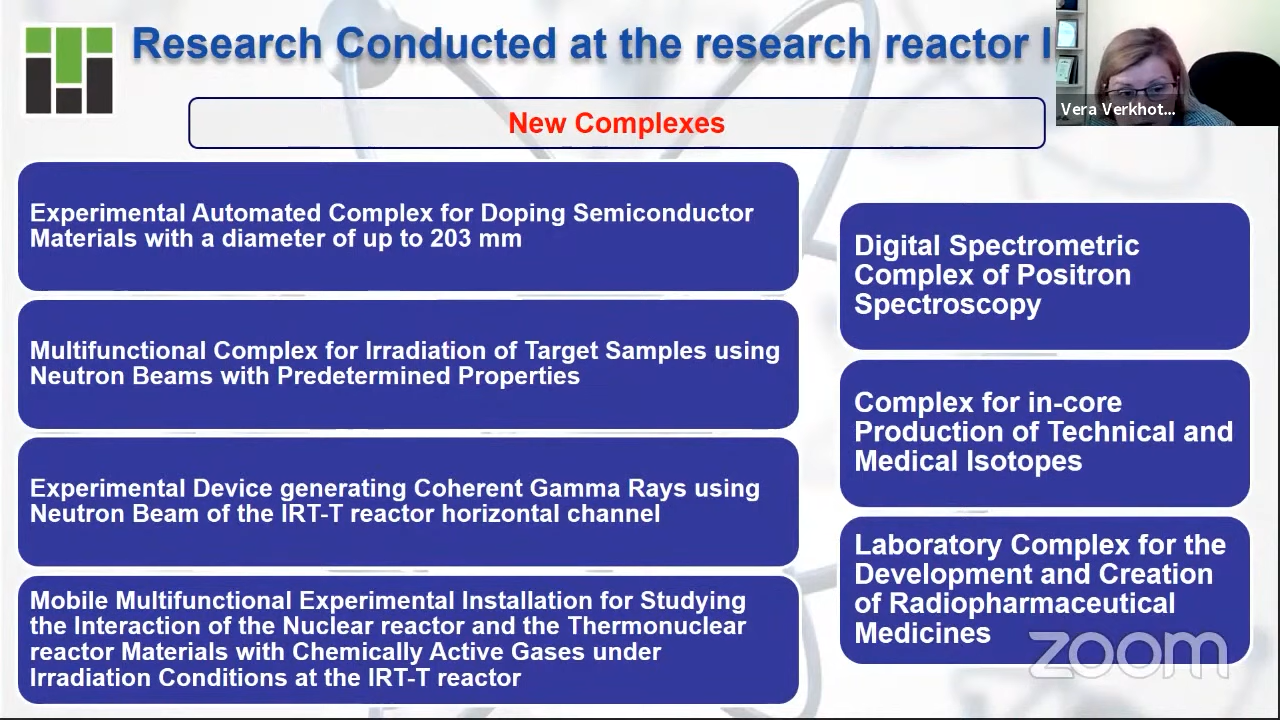 Research Conducted at the research reactor I
Vera Verkhot...
New Complexes
Experimental Automated Complex for Doping Semiconductor
Materials with a diameter of up to 203 mm
Multifunctional Complex for Irradiation of Target Samples using
Neutron Beams with Predetermined Properties
Experimental Device generating Coherent Gamma Rays using
Neutron Beam of the IRT-T reactor horizontal channel
Mobile Multifunctional Experimental Installation for Studying
the Interaction of the Nuclear reactor and the Thermonuclear
reactor Materials with Chemically Active Gases under
Irradiation Conditions at the IRT-T reactor
Digital Spectrometric
Complex of Positron
Spectroscopy
Complex for in-core
Production of Technical and
Medical Isotopes
Laboratory Complex for the
Development and Creation
of Radiopharmaceutical
Medicines
zoom